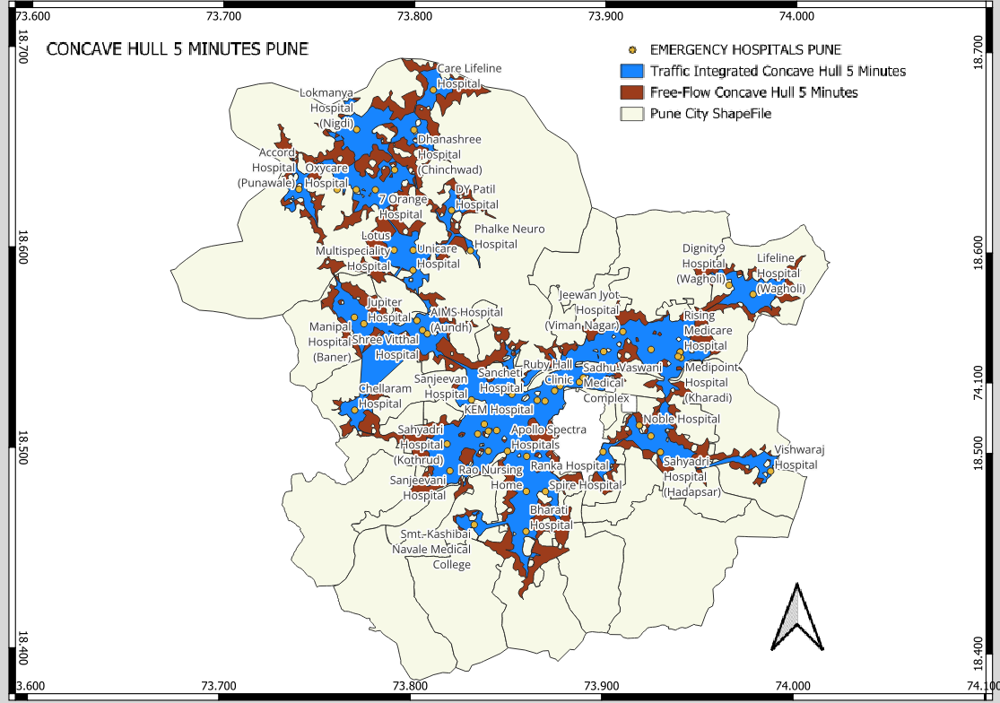 73.600
73.700
73.800
73.900
74.000
18.700
18.700
CONCAVE HULL 5 MINUTES PUNE
EMERGENCY HOSPITALS PUNE
Traffic Integrated Concave Hull 5 Minutes
Free-Flow Concave Hull 5 Minutes
Pune City ShapeFile
Care Lifeline
Hospital
Lokmanya
Hospital
(Nigdi)
Dhanashree
Hospital
(Chinchwad)
Accord
Hospital
(Punawale)
Oxycare
Hospital
7 Orange
Hospital
DY Patil
Hospital
Phalke Neuro
Hospital
Lotus
Multispeciality
Hospital
Unicare
Hospital
18.600
18.600
Dignity9
Hospital
(Wagholi)
Lifeline
Hospital
(Wagholi)
Jeewan Jyot
Hospital
(Viman Nagar)
Jupiter
Hospital
AIMS Hospital
(Aundh)
Manipal
Hospital
(Baner)
Shree Vitthal
Hospital
Rising
Medicare
Hospital
Medipoint
Hospital
(Kharadi)
Ruby Hall
Clinic
Sadhu Vaswani
Medical
Complex
Sancheti
Hospital
Sanjeevan
Hospital
Chellaram
Hospital
KEM Hospital
74.100
Noble Hospital
Apollo Spectra
Hospitals
Sahyadri
Hospital
(Kothrud)
18.500
18.500
Sanjeevani
Hospital
Rao Nursing
Home
Ranka Hospital
Spire Hospital
Sahyadri
Hospital
(Hadapsar)
Vishwaraj
Hospital
Bharati
Hospital
Smt. Kashibai
Navale Medical
College
18.400
18.400
73.600
73.700
73.800
73.900
74.000
74.100